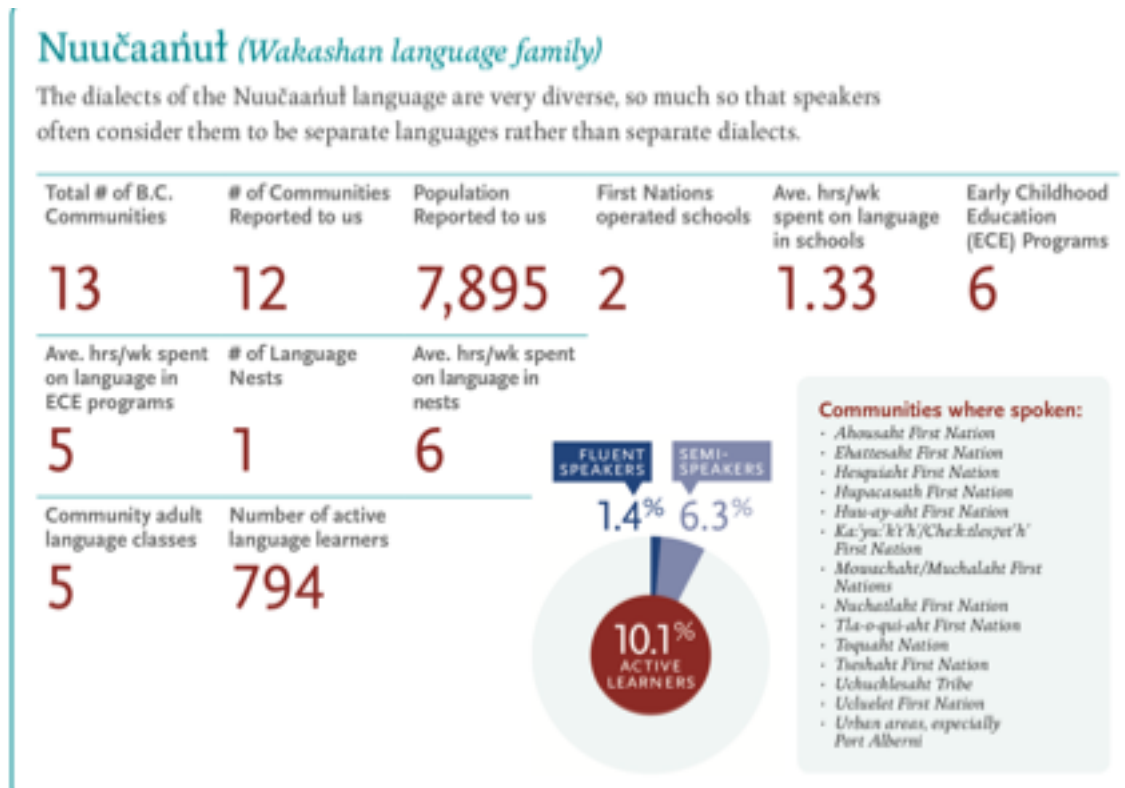 Nuučaan̓uł (Wakashan language family)
The dialects of the Nuučaan̓uł language are very diverse, so much so that speakers
often consider them to be separate languages rather than separate dialects.
Total # of B.C.
Communities
13
# of Communities
Reported to us
12
Population
Reported to us
7,895
First Nations
operated schools
2
Ave. hrs/wk
spent on language
in schools
1.33
Early Childhood
Education
(ECE) Programs
6
Ave. hrs/wk spent
on language in
ECE programs
5
# of Language
Nests
1
Ave. hrs/wk spent
on language in
nests
6
Community adult
language classes
5
Number of active
language learners
794
FLUENT
SPEAKERS
1.4%
SEMI-
SPEAKERS
6.3%
10.1%
ACTIVE
LEARNERS
Communities where spoken:
· Ahousaht First Nation
· Ehattesaht First Nation
· Hesquiaht First Nation
· Hupacasath First Nation
· Huu-ay-aht First Nation
First Nation
· Mowachaht/Muchalaht First
Nations
· Nuchatlaht First Nation
· Tla-o-qui-aht First Nation
· Toquaht Nation
· Tseshaht First Nation
· Uchucklesaht Tribe
· Ucluelet First Nation
· Urban areas, especially
Port Alberni